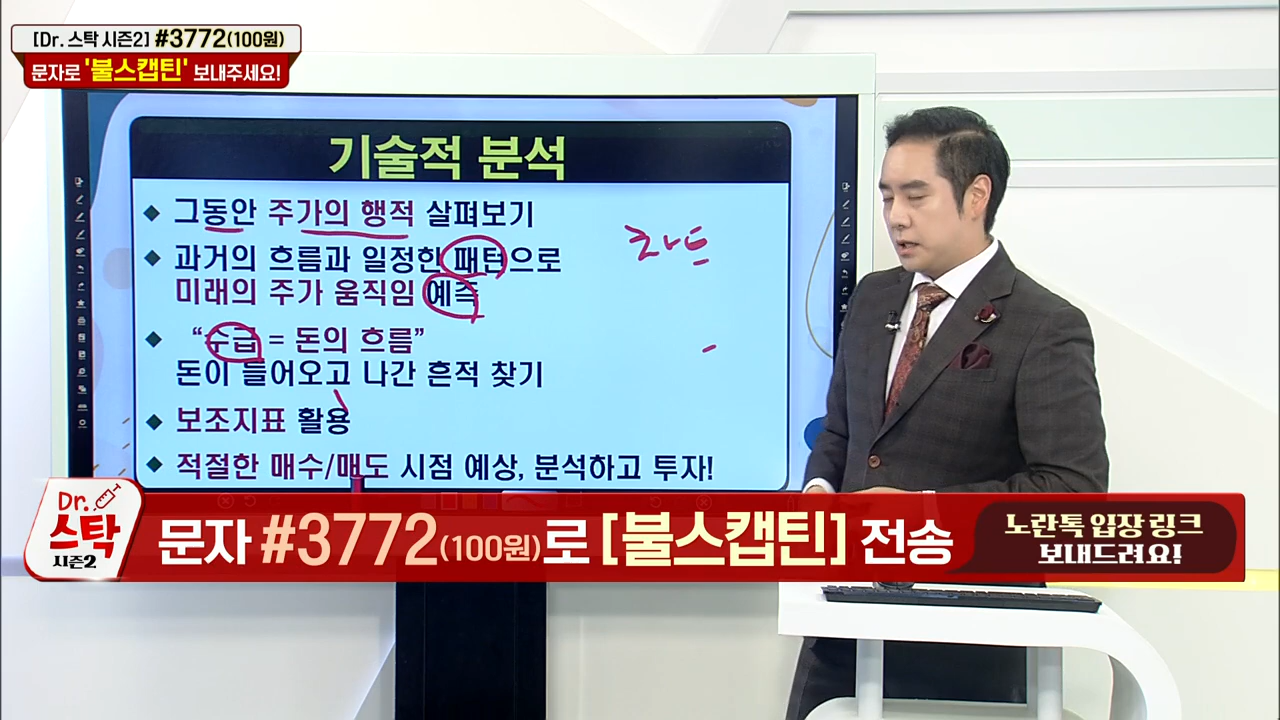 [Dr. 스탁 시즌2] #3772(100원)
문자로 '불스캡틴' 보내주세요!
기술적 분석
그동안 주가의 행적 살펴보기
과거의 흐름과 일정한 패턴으로
미래의 주가 움직임 예측
“수급 = 돈의 흐름”
돈이 들어오고 나간 흔적 찾기
보조지표 활용
적절한 매수/매도 시점 예상, 분석하고 투자!
Dr.
스탁
시즌2
문자 #3772(100원)로 [불스캡틴] 전송
노란톡 입장 링크
보내드려요!